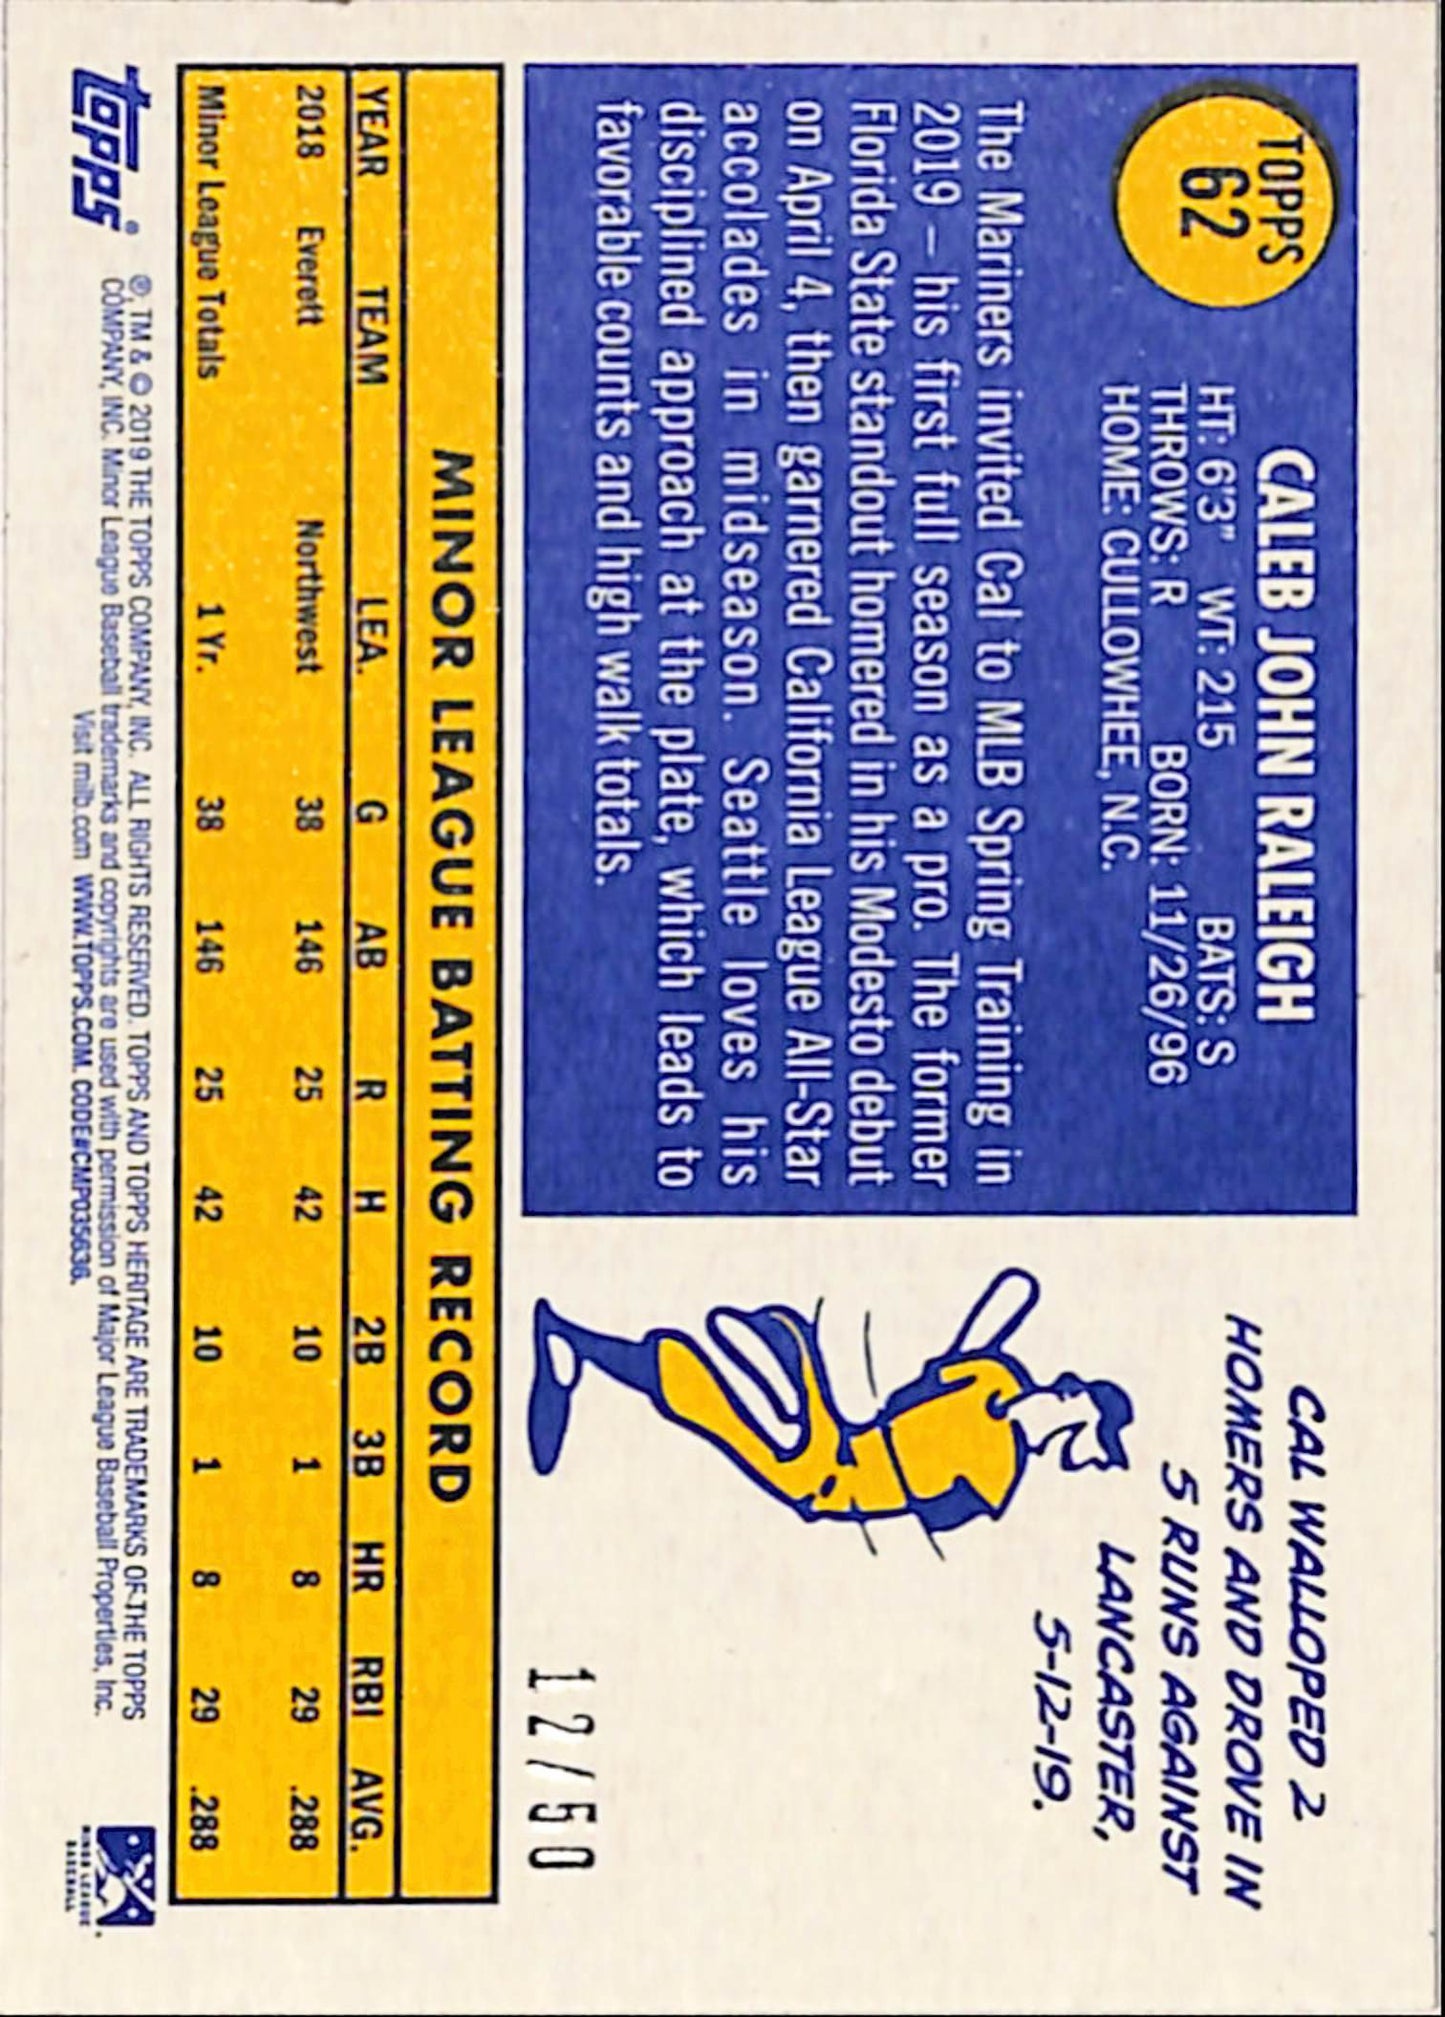 TOPPS
62
CALEB JOHN RALEIGH
HT: 6'3" WT: 215 BATS: S
THROWS: R BORN: 11/26/96
HOME: CULLOWHEE, N.C.
The Mariners invited Cal to MLB Spring Training in
2019 — his first full season as a pro. The former
Florida State standout homered in his Modesto debut
on April 4, then garnered California League All-Star
accolades in midseason. Seattle loves his
disciplined approach at the plate, which leads to
favorable counts and high walk totals.
CAL WALLOPED 2
HOMERS AND DROVE IN
5 RUNS AGAINST
LANCASTER,
5-12-19.
12/50
MINOR LEAGUE BATTING RECORD
YEAR TEAM LEA. G AB R H 2B 3B HR RBI AVG.
2018 Everett Northwest 38 146 25 42 10 1 8 29 .288
Minor League Totals 1 Yr. 38 146 25 42 10 1 8 29 .288
topps®
®, TM & © 2019 THE TOPPS COMPANY, INC. ALL RIGHTS RESERVED. TOPPS AND TOPPS HERITAGE ARE TRADEMARKS OF THE TOPPS
COMPANY, INC. Minor League Baseball trademarks and copyrights are used with permission of Major League Baseball Properties, Inc.
Visit milb.com WWW.TOPPS.COM. CODE#CMP035636.
MINOR LEAGUE
BASEBALL